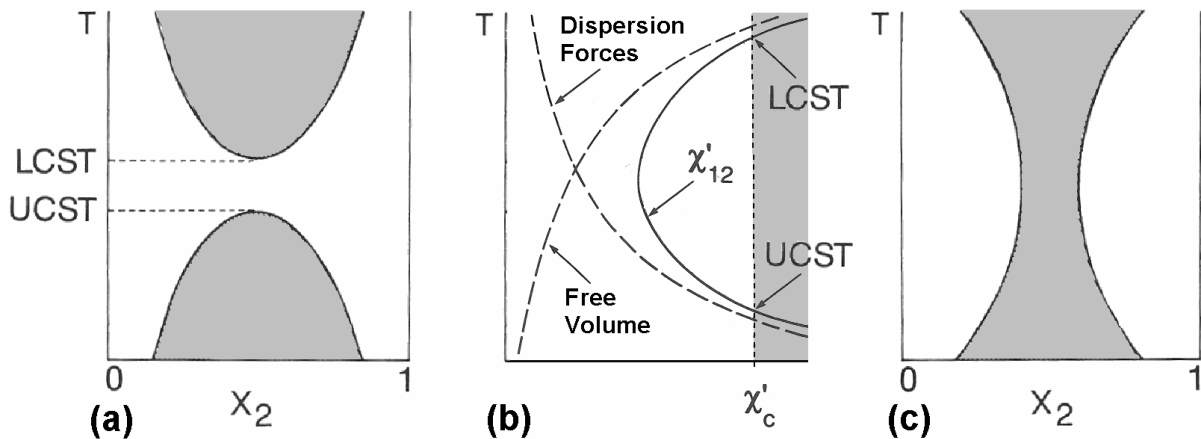 T
LCST
UCST
0
1
X2
(a)
T
Dispersion
Forces
LCST
χ'12
UCST
Free
Volume
χ'c
(b)
T
0
1
X2
(c)